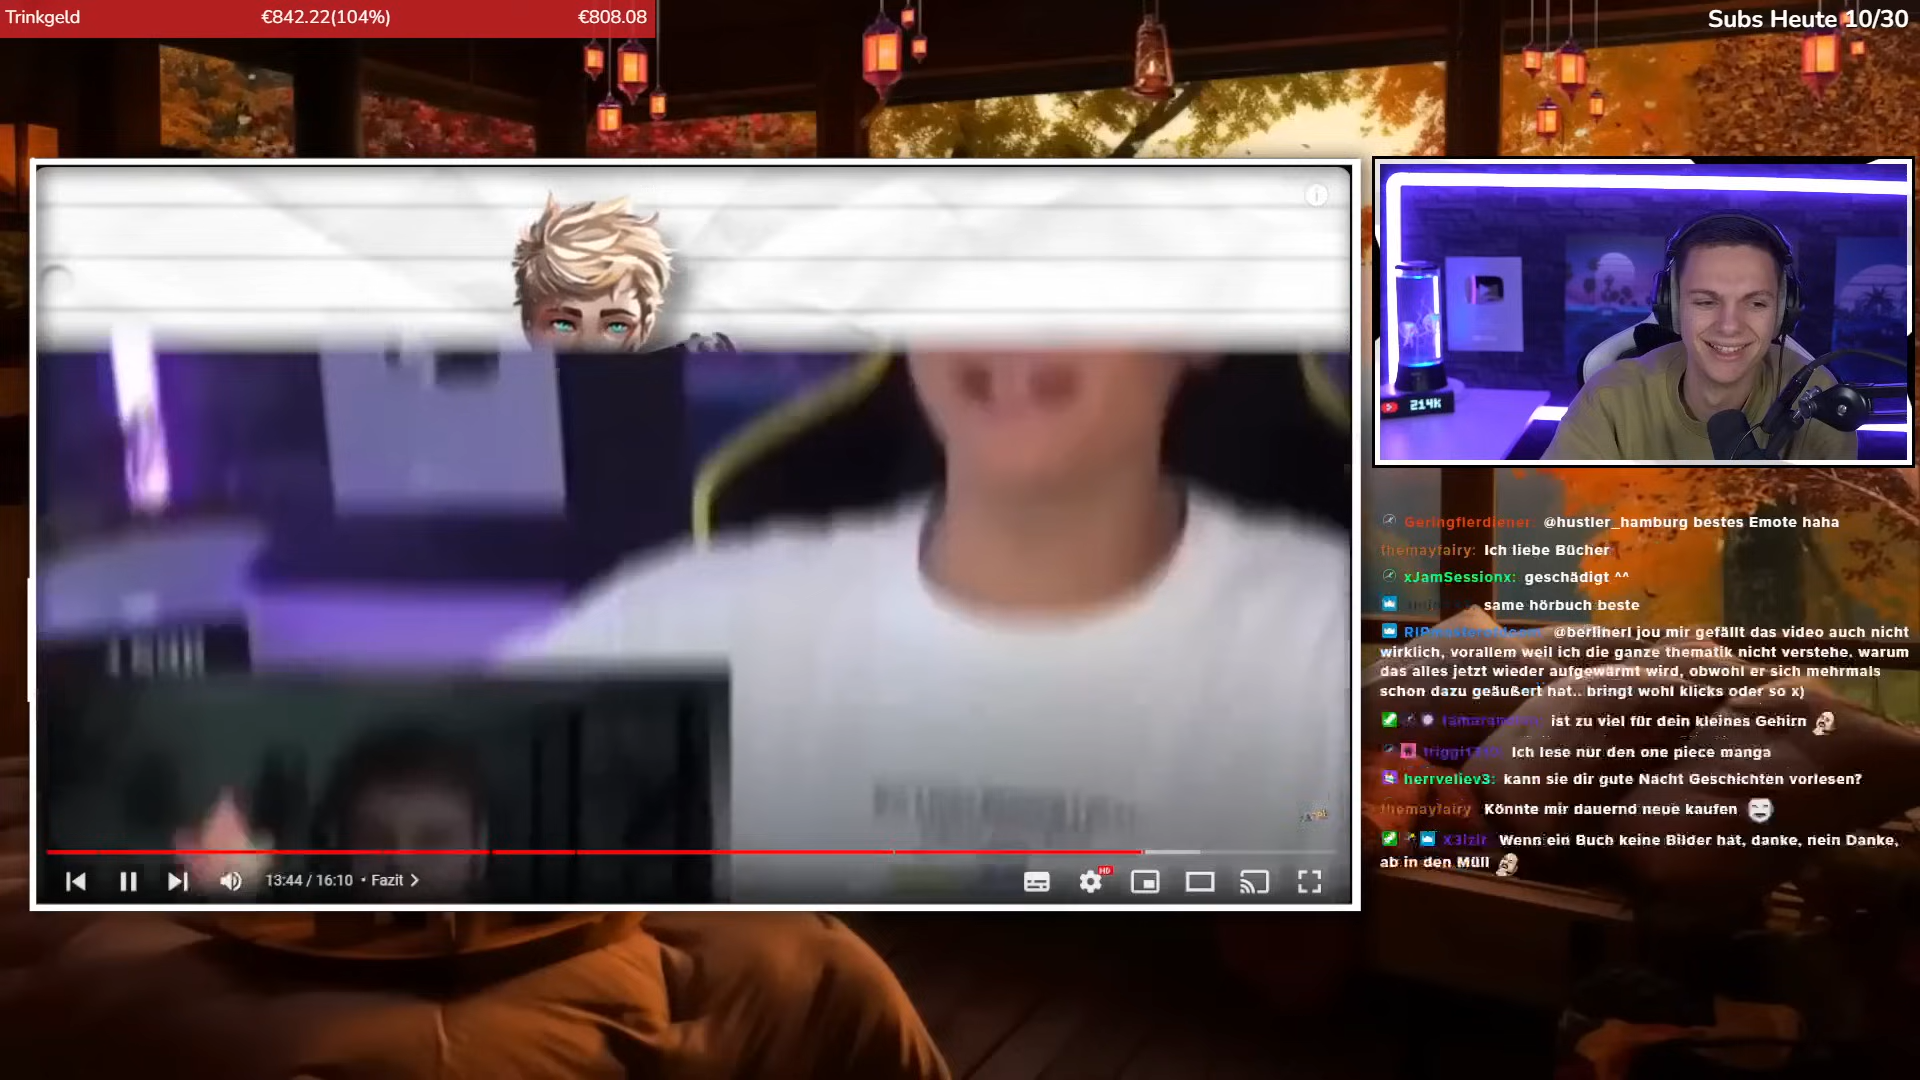 Trinkgeld €842.22(104%) €808.08
Subs Heute 10/30
214K
Geringflerdiener: @hustler_hamburg bestes Emote haha
themayfairy: Ich liebe Bücher
xJamSessionx: geschädigt ^^
same hörbuch beste
@berlinerl jou mir gefällt das video auch nicht
wirklich, vorallem weil ich die ganze thematik nicht verstehe. warum
das alles jetzt wieder aufgewärmt wird, obwohl er sich mehrmals
schon dazu geäußert hat.. bringt wohl klicks oder so x)
ist zu viel für dein kleines Gehirn
Ich lese nur den one piece manga
herrveliev3: kann sie dir gute Nacht Geschichten vorlesen?
themayfairy Könnte mir dauernd neue kaufen
Wenn ein Buch keine Bilder hat, danke, nein Danke,
ab in den Müll
13:44 / 16:10 • Fazit
HD